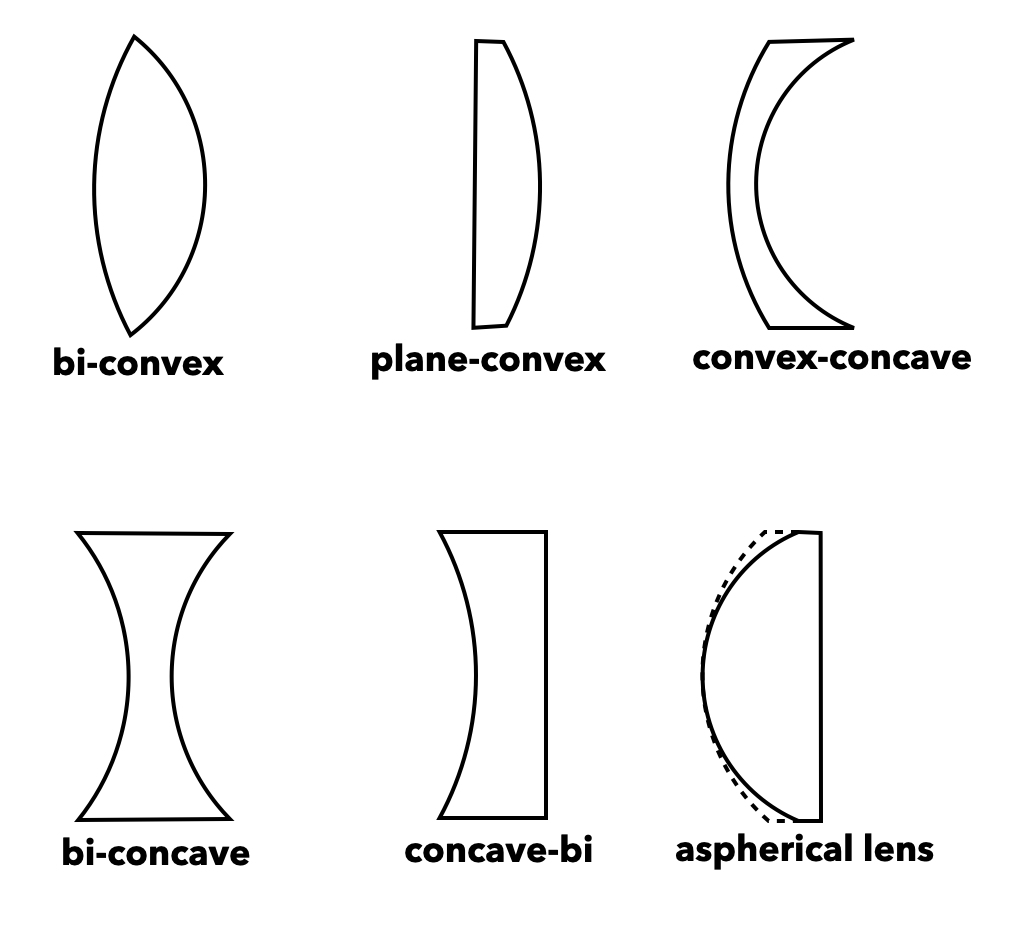 bi-convex
plane-convex
convex-concave
bi-concave
concave-bi
aspherical lens